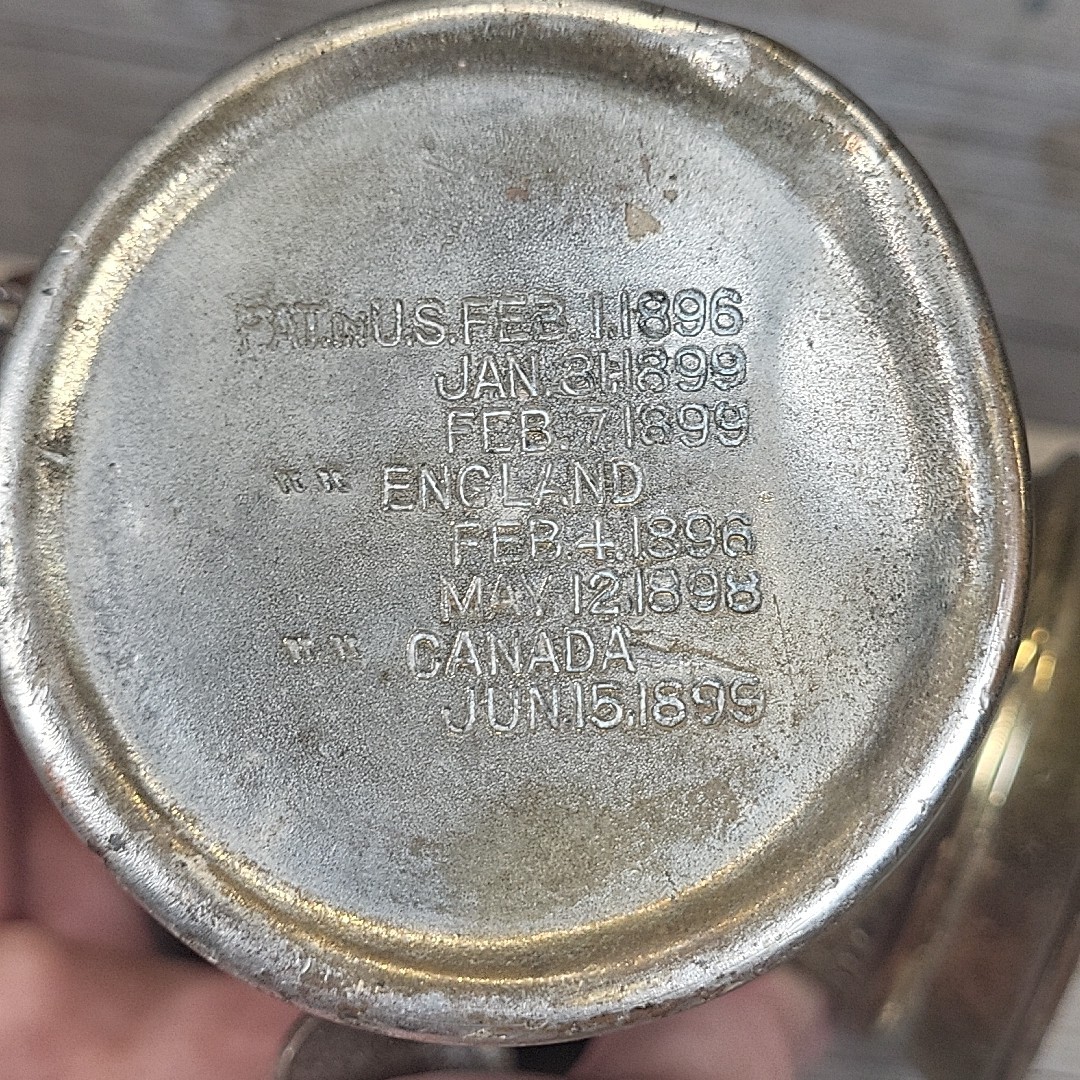 PAT.IN U.S. FEB. 1. 1896
JAN. 31. 1899
FEB. 7 1899
" " ENGLAND
FEB. 4. 1896
MAY 12. 1898
" " CANADA
JUN. 15. 1899